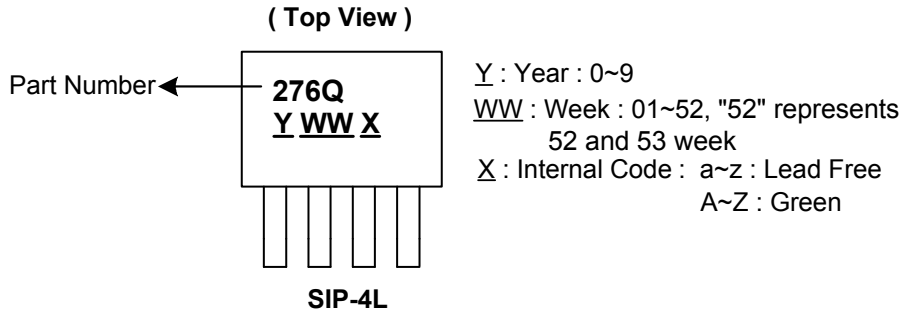 ( Top View )
Part Number
276Q
Y WW X
Y : Year : 0~9
WW : Week : 01~52, "52" represents
52 and 53 week
X : Internal Code : a~z : Lead Free
A~Z : Green
SIP-4L